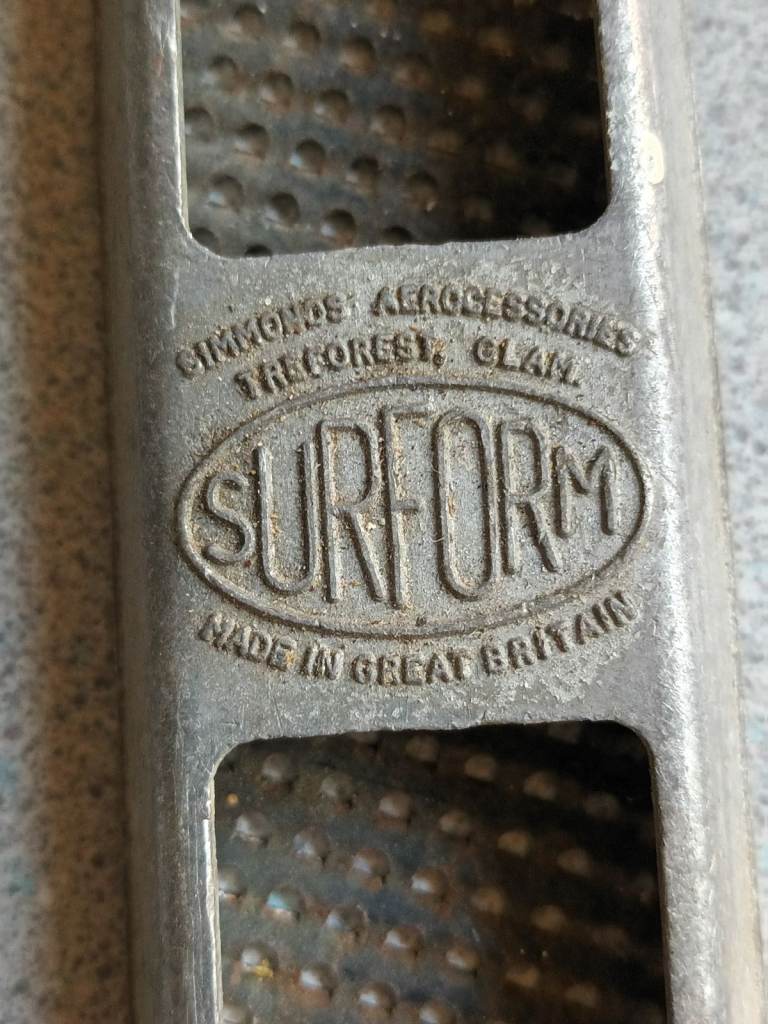 SIMMONDS AEROCESSORIES
TREFOREST, GLAM.
SURFORM
MADE IN GREAT BRITAIN